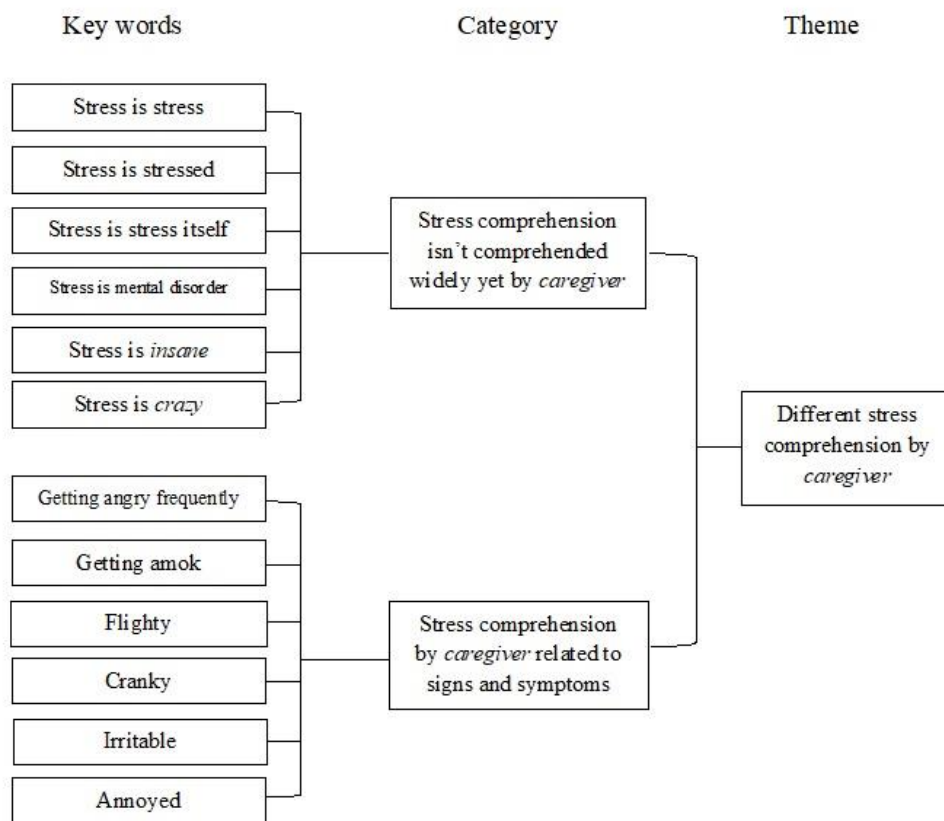 Key words Category Theme
Stress is stress
Stress is stressed
Stress is stress itself
Stress is mental disorder
Stress is insane
Stress is crazy
Stress comprehension
isn't comprehended
widely yet by caregiver
Getting angry frequently
Getting amok
Flighty
Cranky
Irritable
Annoyed
Stress comprehension
by caregiver related to
signs and symptoms
Different stress
comprehension by
caregiver